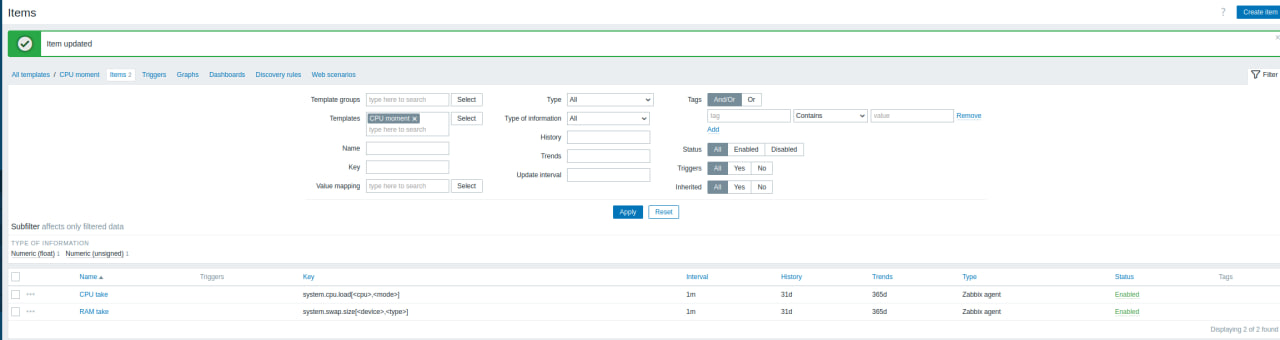 Items
? Create item
Item updated
All templates / CPU moment Items 2 Triggers Graphs Dashboards Discovery rules Web scenarios
Filter
Template groups type here to search Select Type All Tags And/Or Or
Templates CPU moment × Select Type of information All tag Contains value Remove
type here to search
History Add
Name Trends Status All Enabled Disabled
Key Update interval Triggers All Yes No
Value mapping type here to search Select Inherited All Yes No
Apply Reset
Subfilter affects only filtered data
TYPE OF INFORMATION
Numeric (float) 1 Numeric (unsigned) 1
Name Triggers Key Interval History Trends Type Status Tags
CPU take system.cpu.load[<cpu>,<mode>] 1m 31d 365d Zabbix agent Enabled
RAM take system.swap.size[<device>,<type>] 1m 31d 365d Zabbix agent Enabled
Displaying 2 of 2 found